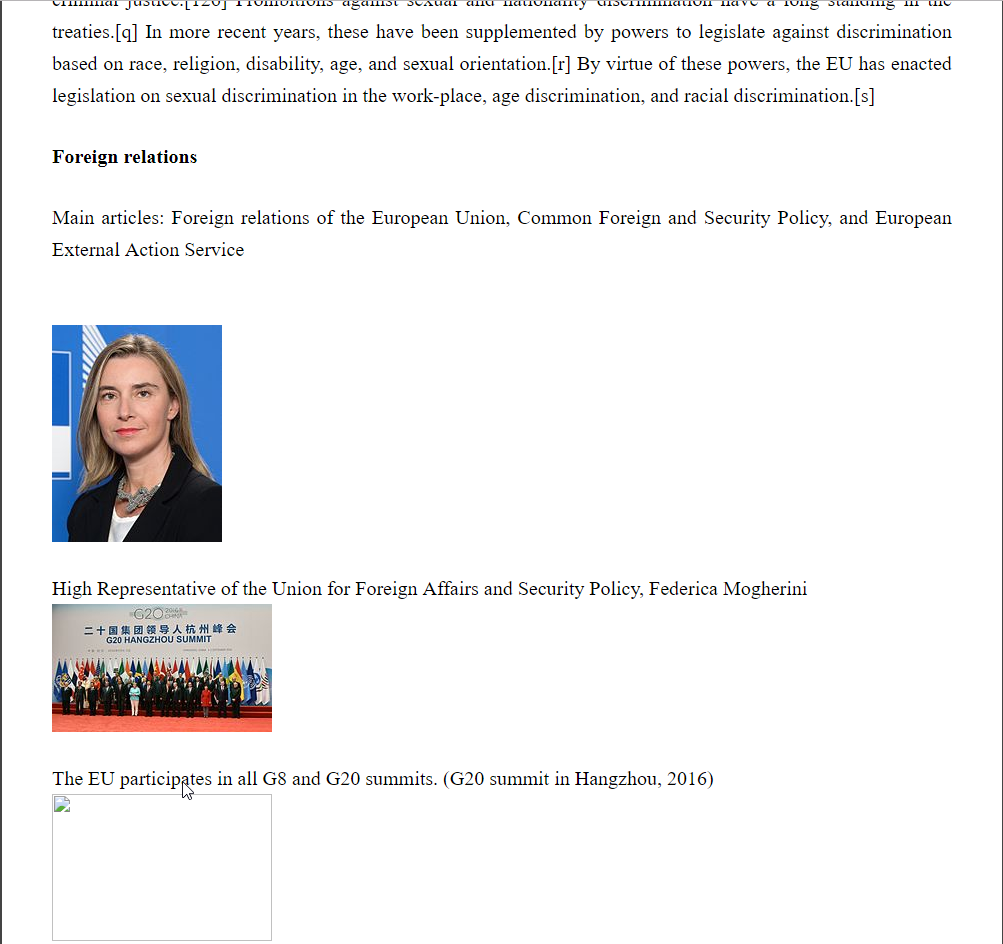 criminal justice.[126] Prohibitions against sexual and nationality discrimination have a long standing in the
treaties.[q] In more recent years, these have been supplemented by powers to legislate against discrimination
based on race, religion, disability, age, and sexual orientation.[r] By virtue of these powers, the EU has enacted
legislation on sexual discrimination in the work-place, age discrimination, and racial discrimination.[s]
Foreign relations
Main articles: Foreign relations of the European Union, Common Foreign and Security Policy, and European
External Action Service
High Representative of the Union for Foreign Affairs and Security Policy, Federica Mogherini
G20 2016 CHINA
二十国集团领导人杭州峰会
G20 HANGZHOU SUMMIT
The EU participates in all G8 and G20 summits. (G20 summit in Hangzhou, 2016)